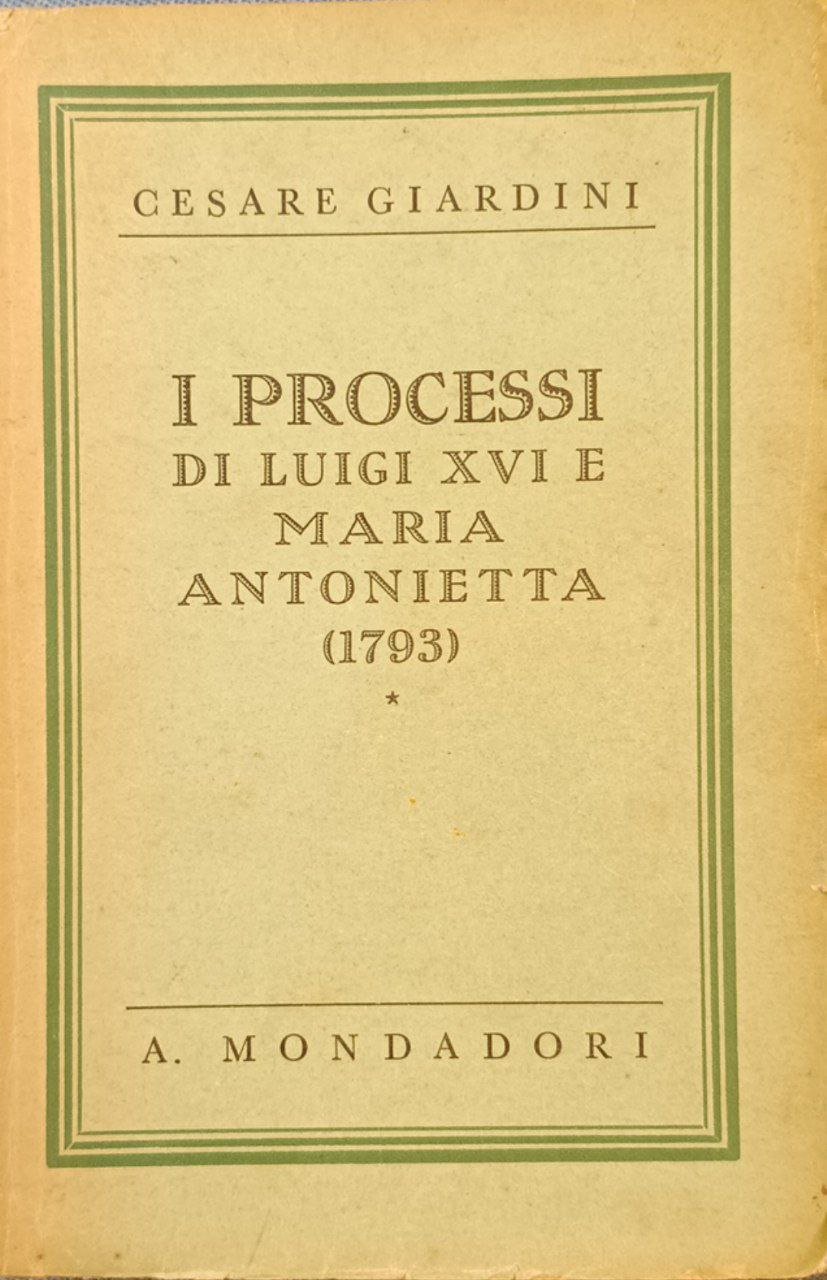 CESARE GIARDINI
I PROCESSI
DI LUIGI XVI E
MARIA
ANTONIETTA
(1793)
*
A. MONDADORI